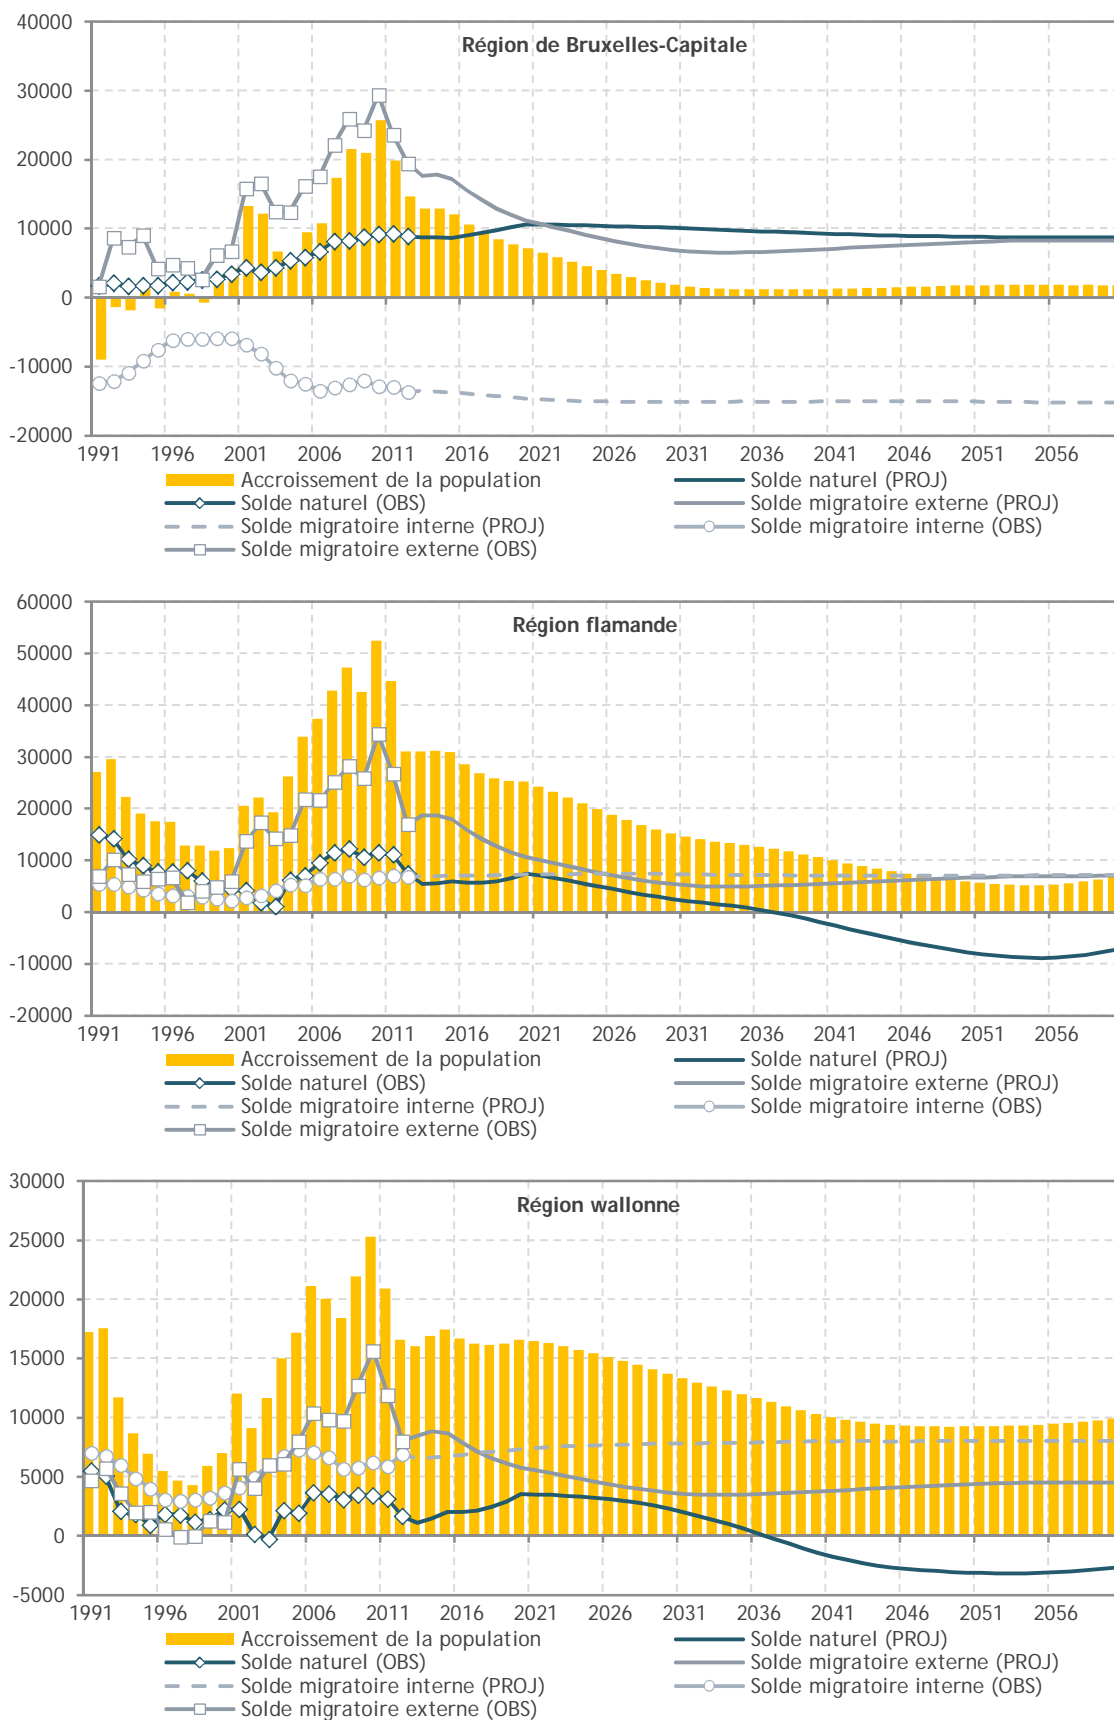 Région de Bruxelles-Capitale
40000
30000
20000
10000
0
-10000
-20000
1991 1996 2001 2006 2011 2016 2021 2026 2031 2036 2041 2046 2051 2056
Accroissement de la population
Solde naturel (PROJ)
Solde naturel (OBS)
Solde migratoire externe (PROJ)
Solde migratoire interne (PROJ)
Solde migratoire interne (OBS)
Solde migratoire externe (OBS)
Région flamande
60000
50000
40000
30000
20000
10000
0
-10000
-20000
1991 1996 2001 2006 2011 2016 2021 2026 2031 2036 2041 2046 2051 2056
Accroissement de la population
Solde naturel (PROJ)
Solde naturel (OBS)
Solde migratoire externe (PROJ)
Solde migratoire interne (PROJ)
Solde migratoire interne (OBS)
Solde migratoire externe (OBS)
Région wallonne
30000
25000
20000
15000
10000
5000
0
-5000
1991 1996 2001 2006 2011 2016 2021 2026 2031 2036 2041 2046 2051 2056
Accroissement de la population
Solde naturel (PROJ)
Solde naturel (OBS)
Solde migratoire externe (PROJ)
Solde migratoire interne (PROJ)
Solde migratoire interne (OBS)
Solde migratoire externe (OBS)